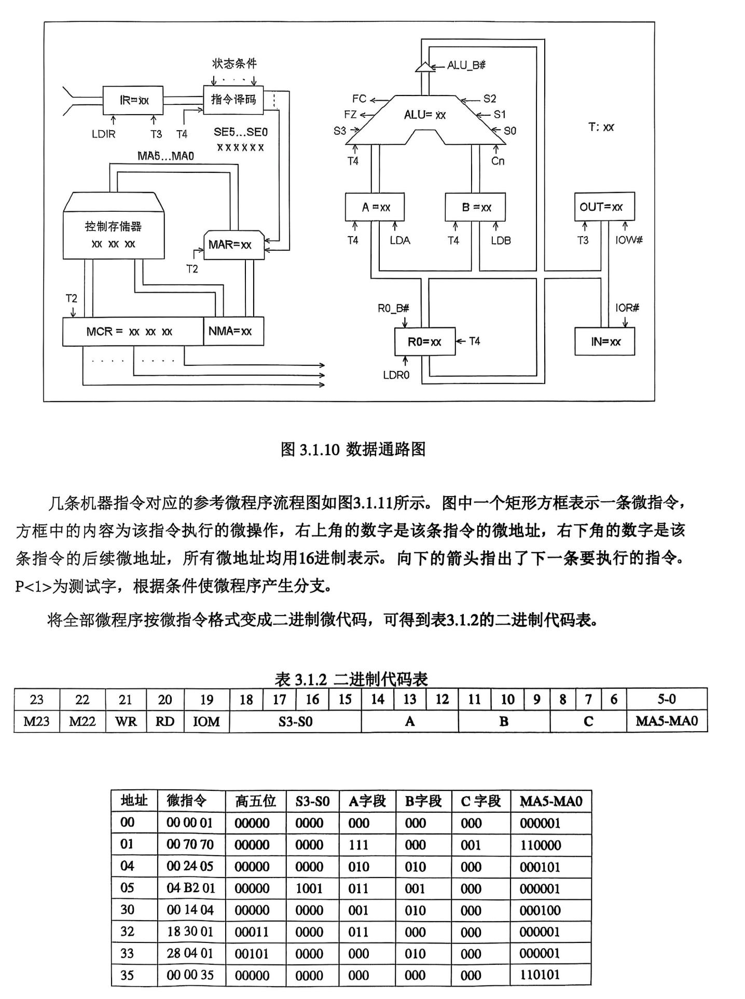 状态条件
ALU_B#
IR=xx
指令译码
FC
S2
FZ
ALU= xx
S1
S3
S0
T: xx
LDIR
T3
T4
SE5...SE0
xxxxxx
MA5...MA0
T4
Cn
控制存储器
xx xx xx
A =xx
B =xx
OUT=xx
MAR=xx
T4
LDA
T4
LDB
T3
IOW#
T2
T2
R0_B#
IOR#
MCR = xx xx xx
NMA=xx
R0=xx
T4
IN=xx
LDR0
图 3.1.10 数据通路图
几条机器指令对应的参考微程序流程图如图3.1.11所示。图中一个矩形方框表示一条微指令，
方框中的内容为该指令执行的微操作，右上角的数字是该条指令的微地址，右下角的数字是该
条指令的后续微地址，所有微地址均用16进制表示。向下的箭头指出了下一条要执行的指令。
P<1>为测试字，根据条件使微程序产生分支。
将全部微程序按微指令格式变成二进制微代码，可得到表3.1.2的二进制代码表。
表 3.1.2 二进制代码表
23 22 21 20 19 18 17 16 15 14 13 12 11 10 9 8 7 6 5-0
M23 M22 WR RD IOM S3-S0 A B C MA5-MA0
地址 微指令 高五位 S3-S0 A字段 B字段 C 字段 MA5-MA0
00 00 00 01 00000 0000 000 000 000 000001
01 00 70 70 00000 0000 111 000 001 110000
04 00 24 05 00000 0000 010 010 000 000101
05 04 B2 01 00000 1001 011 001 000 000001
30 00 14 04 00000 0000 001 010 000 000100
32 18 30 01 00011 0000 011 000 000 000001
33 28 04 01 00101 0000 000 010 000 000001
35 00 00 35 00000 0000 000 000 000 110101